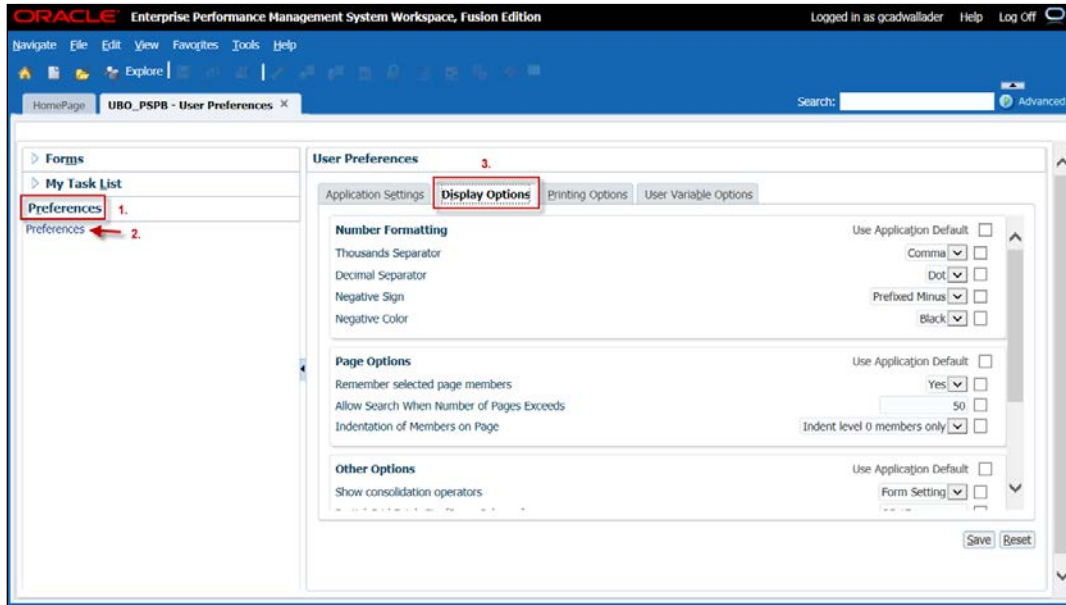 ORACLE Enterprise Performance Management System Workspace, Fusion Edition Logged in as gcadwallader Help Log Off
Navigate File Edit View Favorites Tools Help
Explore
HomePage UBO_PSPB - User Preferences × Search: Advanced
Forms
My Task List
Preferences 1.
Preferences 2.
User Preferences
3.
Application Settings Display Options Printing Options User Variable Options
Number Formatting Use Application Default
Thousands Separator Comma
Decimal Separator Dot
Negative Sign Prefixed Minus
Negative Color Black
Page Options Use Application Default
Remember selected page members Yes
Allow Search When Number of Pages Exceeds 50
Indentation of Members on Page Indent level 0 members only
Other Options Use Application Default
Show consolidation operators Form Setting
Save Reset